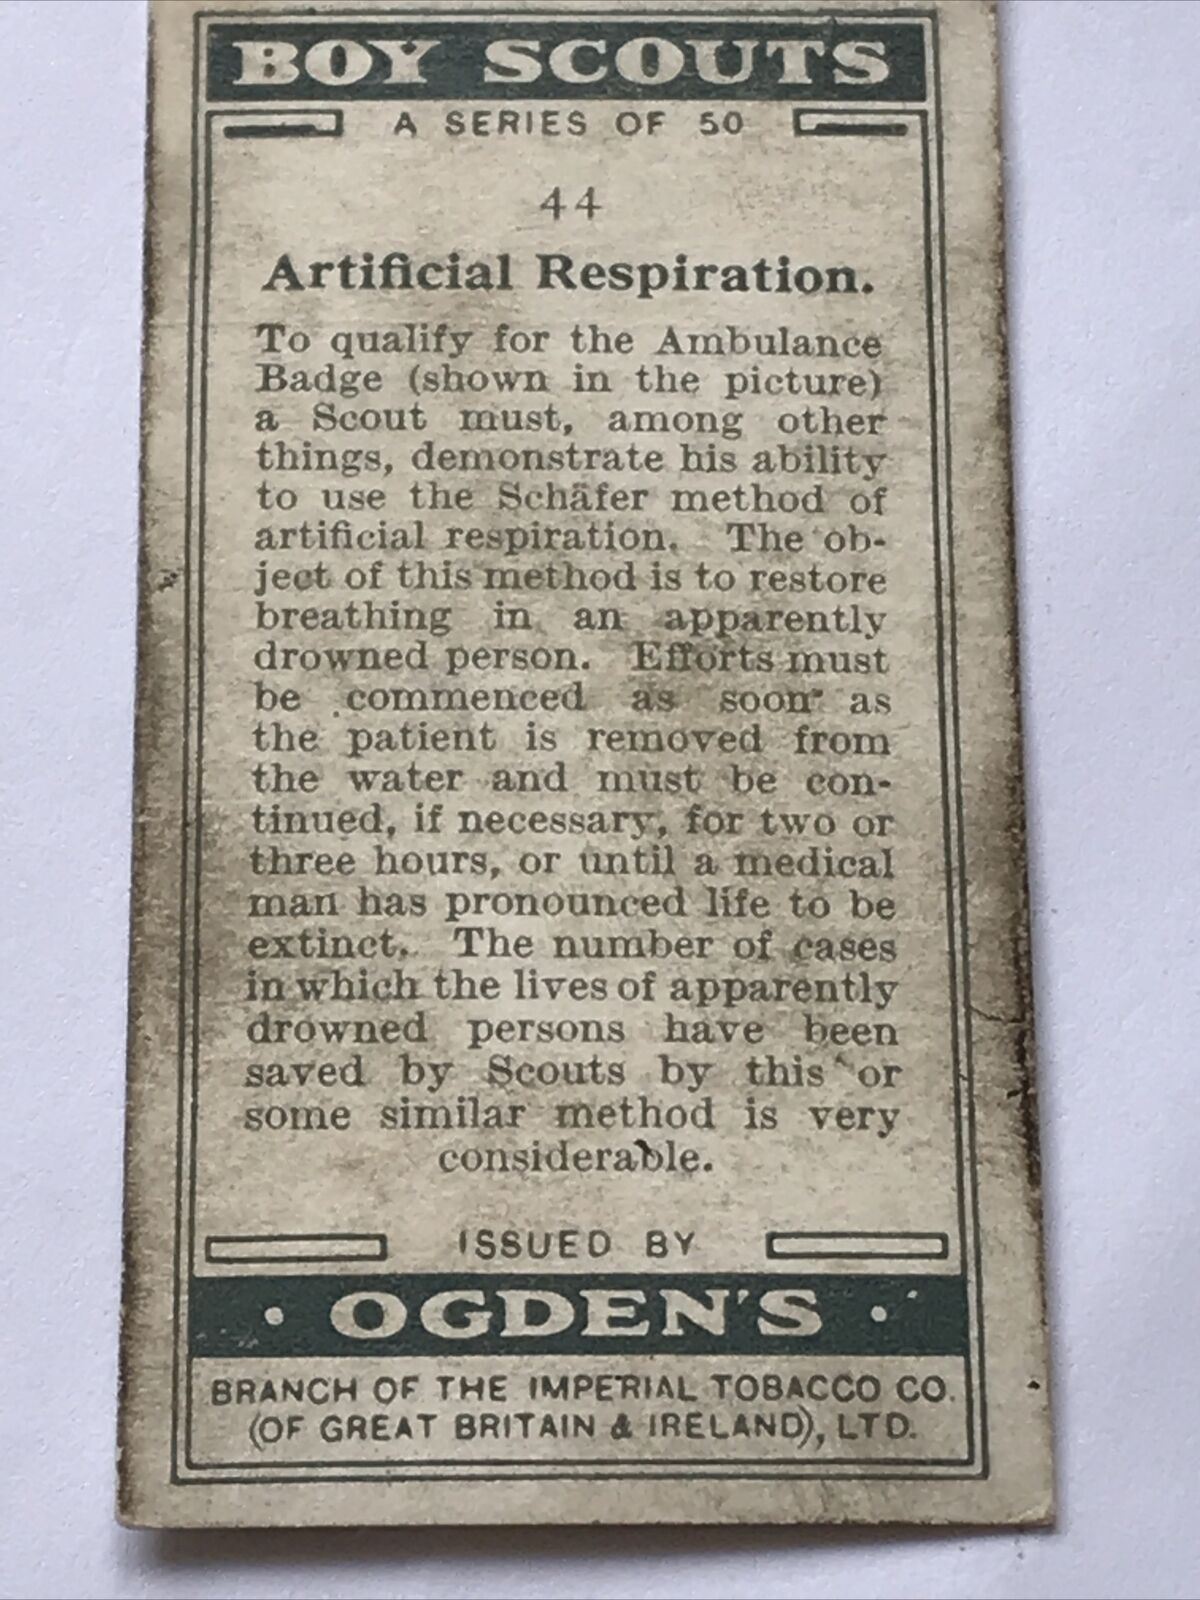 BOY SCOUTS
A SERIES OF 50
44
Artificial Respiration.
To qualify for the Ambulance
Badge (shown in the picture)
a Scout must, among other
things, demonstrate his ability
to use the Schäfer method of
artificial respiration. The ob-
ject of this method is to restore
breathing in an apparently
drowned person. Efforts must
be commenced as soon as
the patient is removed from
the water and must be con-
tinued, if necessary, for two or
three hours, or until a medical
man has pronounced life to be
extinct. The number of cases
in which the lives of apparently
drowned persons have been
saved by Scouts by this or
some similar method is very
considerable.
ISSUED BY
· OGDEN'S ·
BRANCH OF THE IMPERIAL TOBACCO CO.
(OF GREAT BRITAIN & IRELAND), LTD.